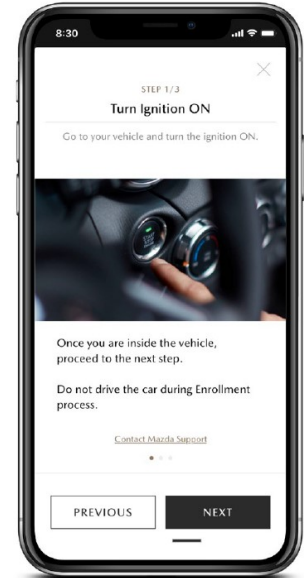 8:30
STEP 1/3
Turn Ignition ON
Go to your vehicle and turn the ignition ON.
Once you are inside the vehicle,
proceed to the next step.
Do not drive the car during Enrollment
process.
Contact Mazda Support
PREVIOUS
NEXT